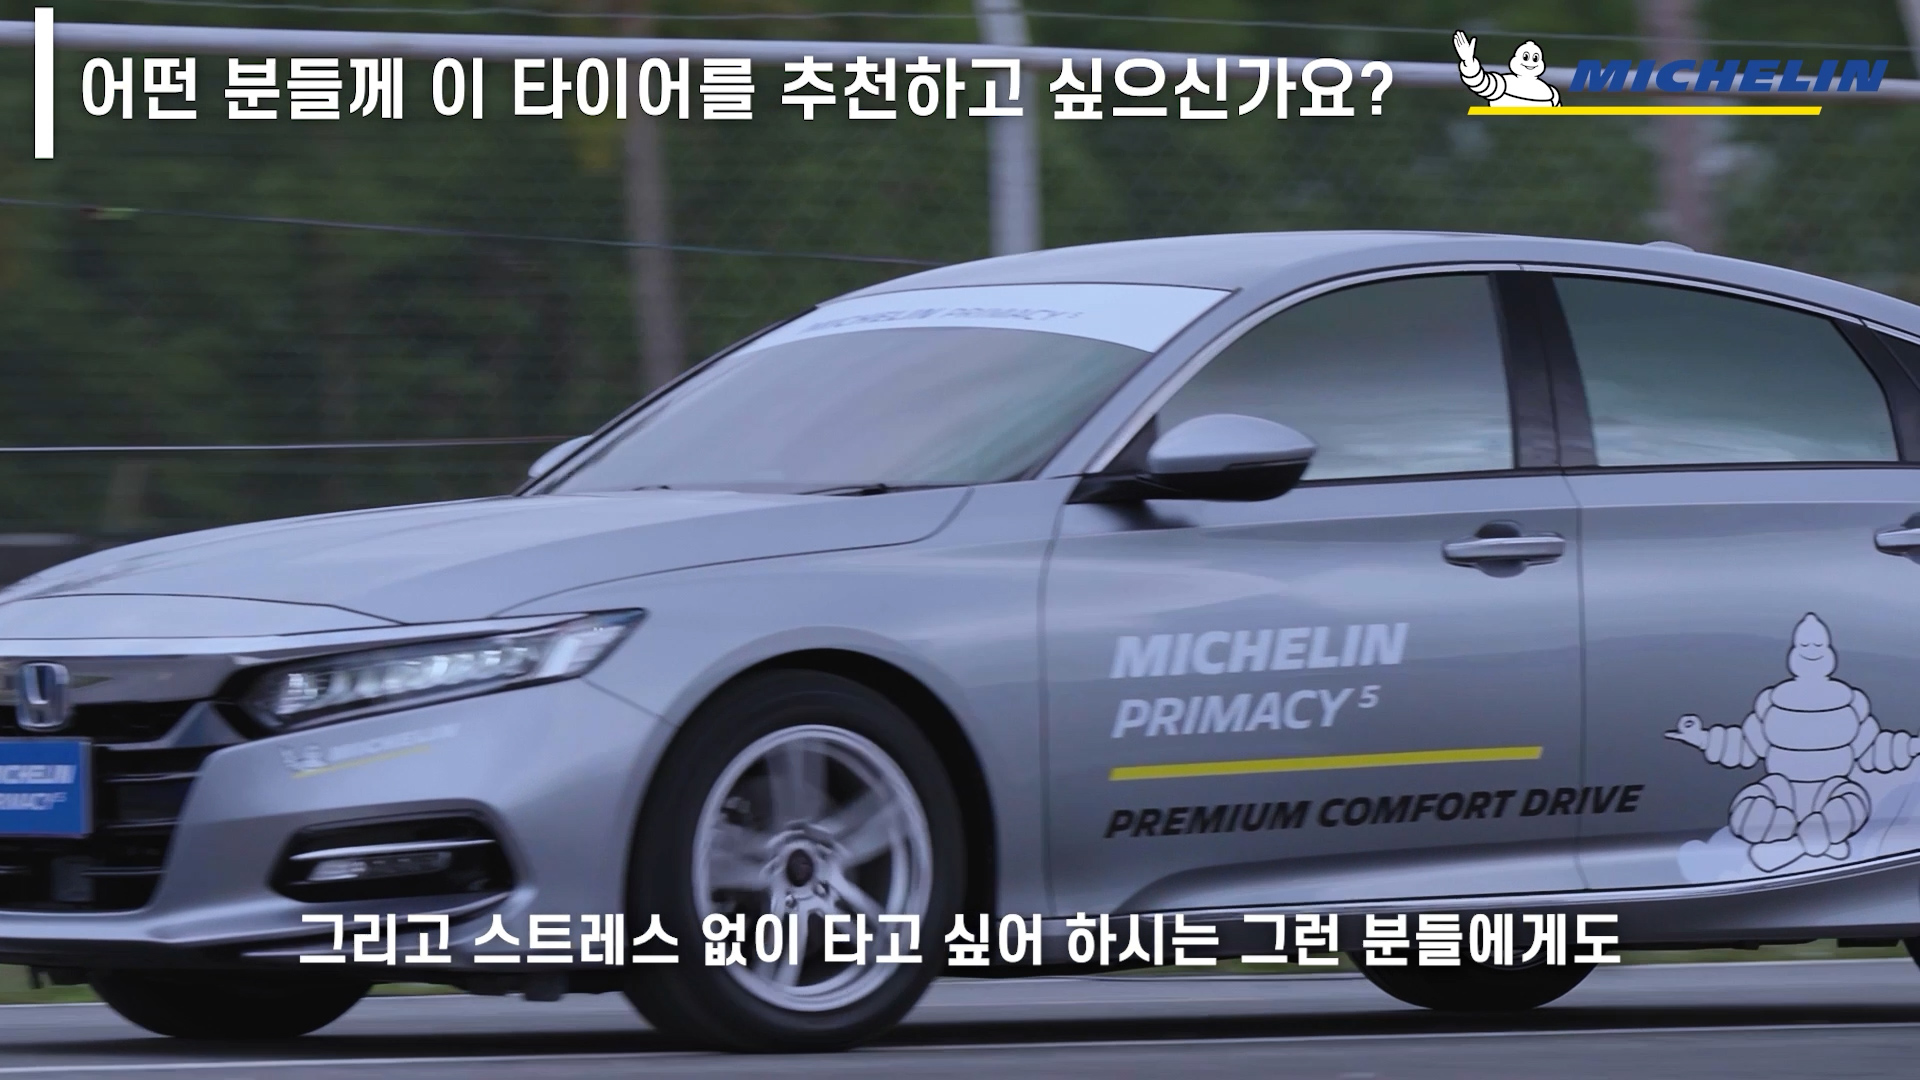 어떤 분들께 이 타이어를 추천하고 싶으신가요?
MICHELIN
MICHELIN PRIMACY 5
MICHELIN
PRIMACY 5
PREMIUM COMFORT DRIVE
MICHELIN
그리고 스트레스 없이 타고 싶어 하시는 그런 분들에게도